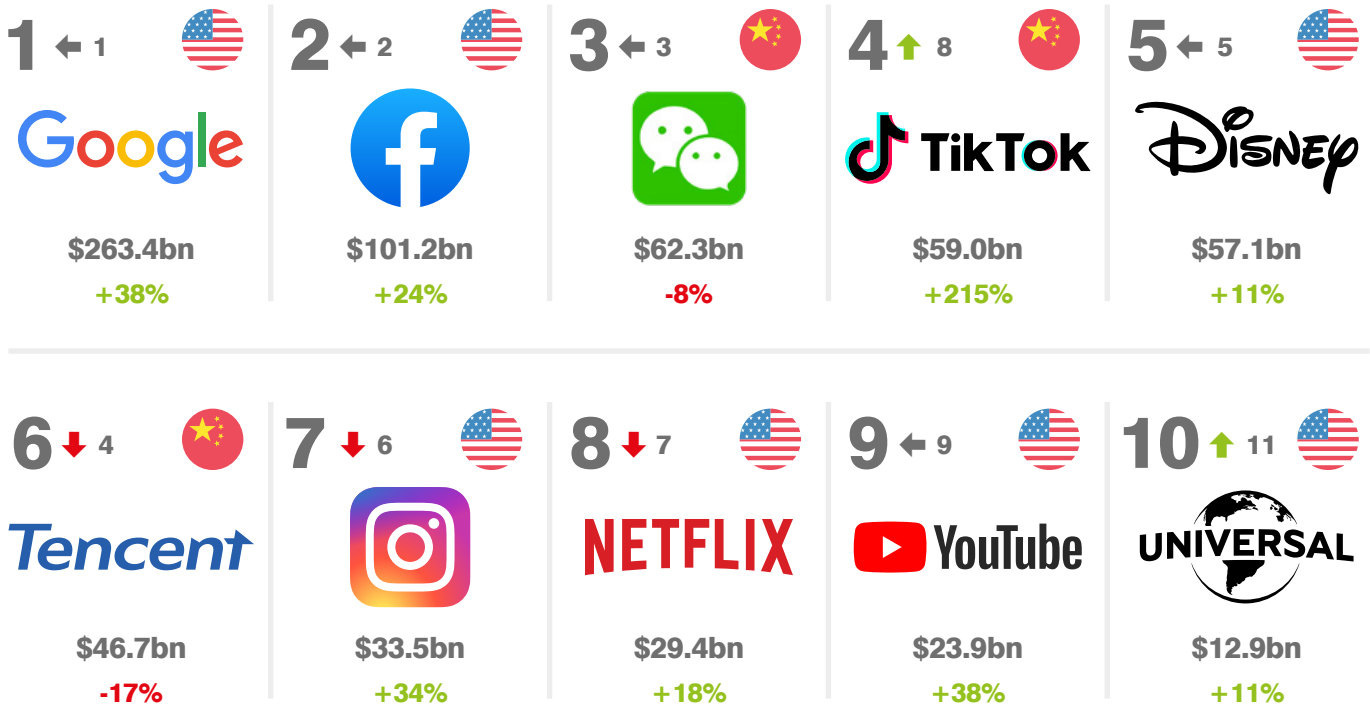 1 1
2 2
3 3
4 8
5 5
Google
f
TikTok
Disney
$263.4bn
$101.2bn
$62.3bn
$59.0bn
$57.1bn
+38%
+24%
-8%
+215%
+11%
6 4
7 6
8 7
9 9
10 11
Tencent
NETFLIX
YouTube
UNIVERSAL
$46.7bn
$33.5bn
$29.4bn
$23.9bn
$12.9bn
-17%
+34%
+18%
+38%
+11%